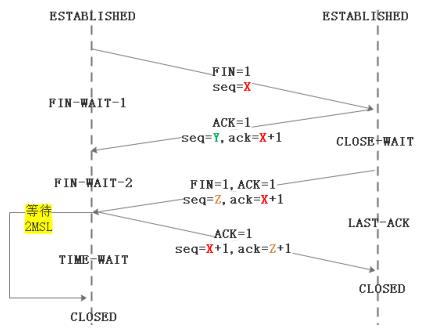 ESTABLISHED
ESTABLISHED
FIN=1
seq=X
FIN-WAIT-1
ACK=1
seq=Y,ack=X+1
CLOSE-WAIT
FIN-WAIT-2
FIN=1,ACK=1
seq=Z,ack=X+1
等待
2MSL
LAST-ACK
ACK=1
seq=X+1,ack=Z+1
TIME-WAIT
CLOSED
CLOSED